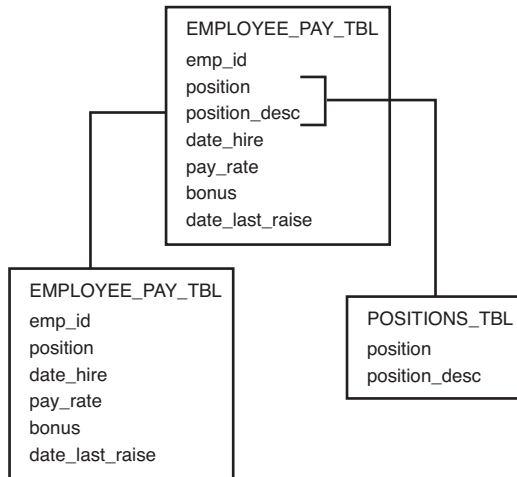 EMPLOYEE_PAY_TBL
emp_id
position
position_desc
date_hire
pay_rate
bonus
date_last_raise
EMPLOYEE_PAY_TBL
emp_id
position
date_hire
pay_rate
bonus
date_last_raise
POSITIONS_TBL
position
position_desc